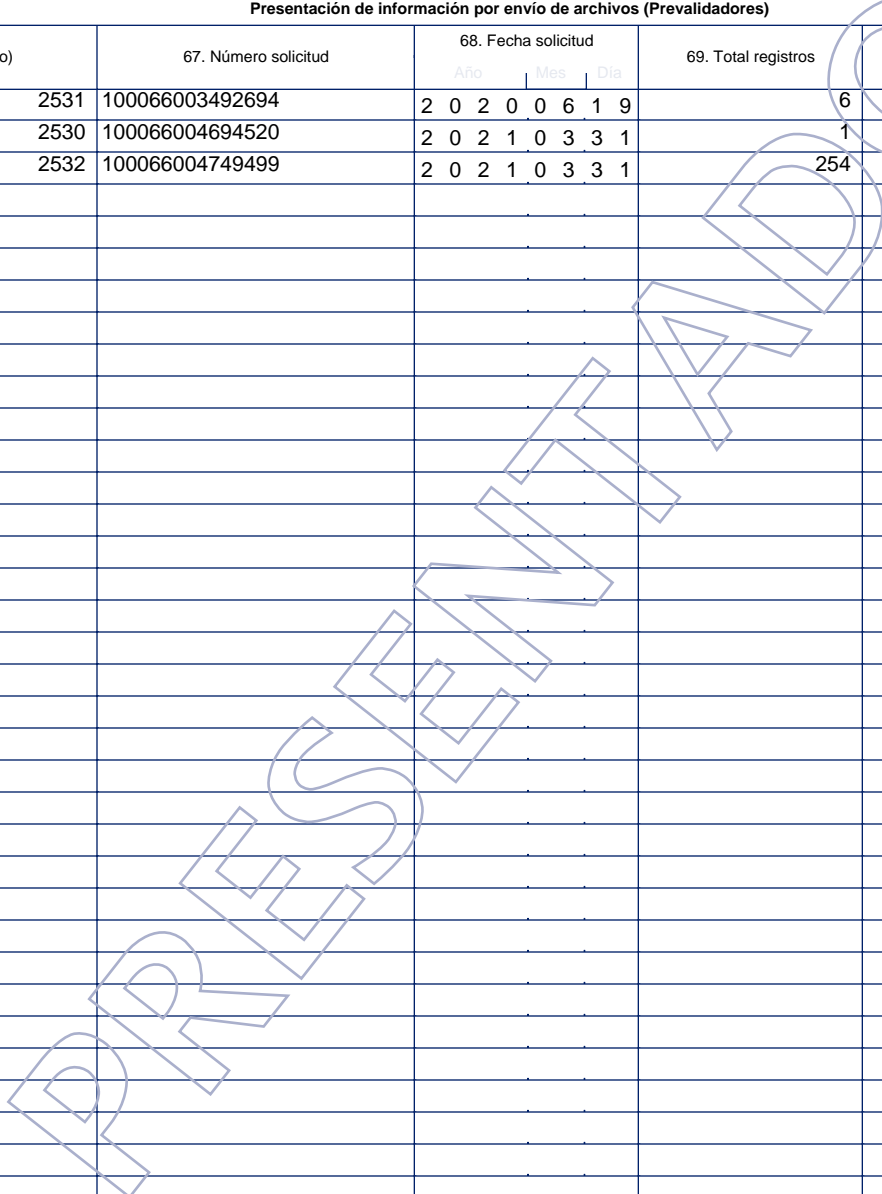 Presentación de información por envío de archivos (Prevalidadores)
o) 67. Número solicitud 68. Fecha solicitud 69. Total registros
Año Mes Día
2531 100066003492694 2 0 2 0 0 6 1 9 6
2530 100066004694520 2 0 2 1 0 3 3 1 1
2532 100066004749499 2 0 2 1 0 3 3 1 254
PRESENTADO